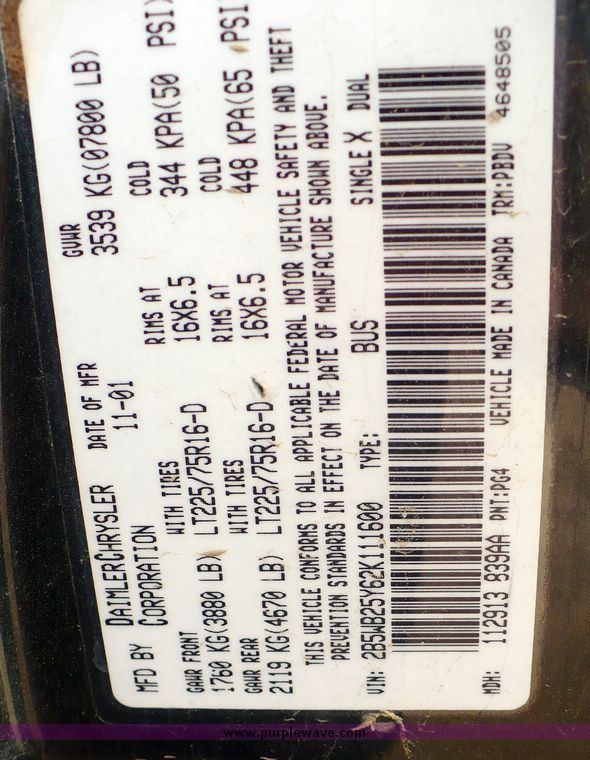 MFD BY DAIMLERCHRYSLER CORPORATION DATE OF MFR 11-01 GVWR 3539 KG(07800 LB)
GAWR FRONT WITH TIRES RIMS AT COLD
1760 KG(3880 LB) LT225/75R16-D 16X6.5 344 KPA(50 PSI)
GAWR REAR WITH TIRES RIMS AT COLD
2119 KG(4670 LB) LT225/75R16-D 16X6.5 448 KPA(65 PSI
THIS VEHICLE CONFORMS TO ALL APPLICABLE FEDERAL MOTOR VEHICLE SAFETY AND THEFT
PREVENTION STANDARDS IN EFFECT ON THE DATE OF MANUFACTURE SHOWN ABOVE.
VIN: 2B5WB25Y62K111600 TYPE: BUS SINGLE X DUAL
MDH: 112913 939AA PNT:PG4 VEHICLE MADE IN CANADA TRM:PBDV 4648505
www.purplewave.com